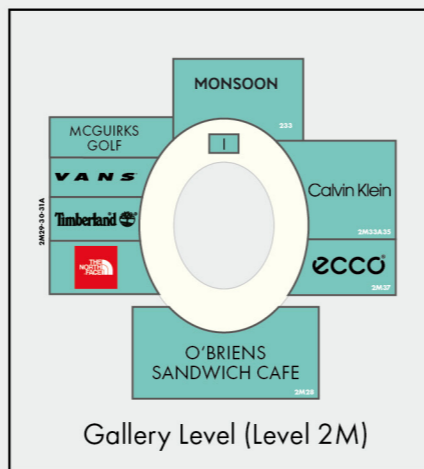 MONSOON
233
I
MCGUIRKS
GOLF
VANS
Timberland
THE
NORTH
FACE
2M29-30-31A
Calvin Klein
2M33A35
ecco
2M37
O'BRIENS
SANDWICH CAFE
2M28
Gallery Level (Level 2M)